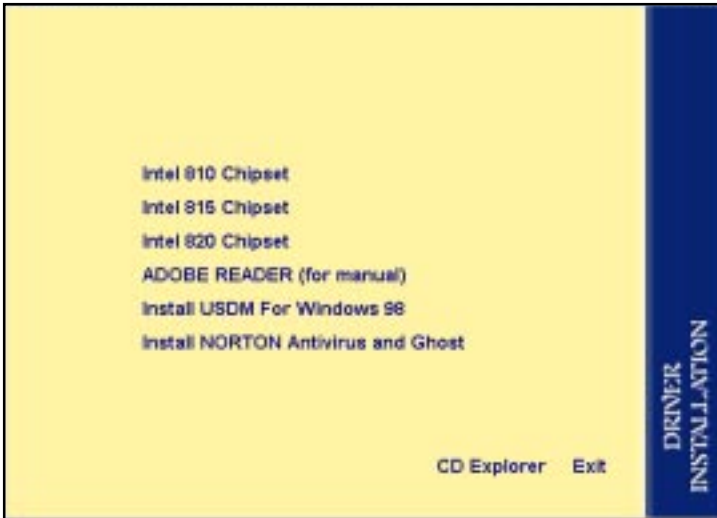 Intel 810 Chipset
Intel 815 Chipset
Intel 820 Chipset
ADOBE READER (for manual)
Install USDM For Windows 98
Install NORTON Antivirus and Ghost
CD Explorer Exit
DRIVER
INSTALLATION